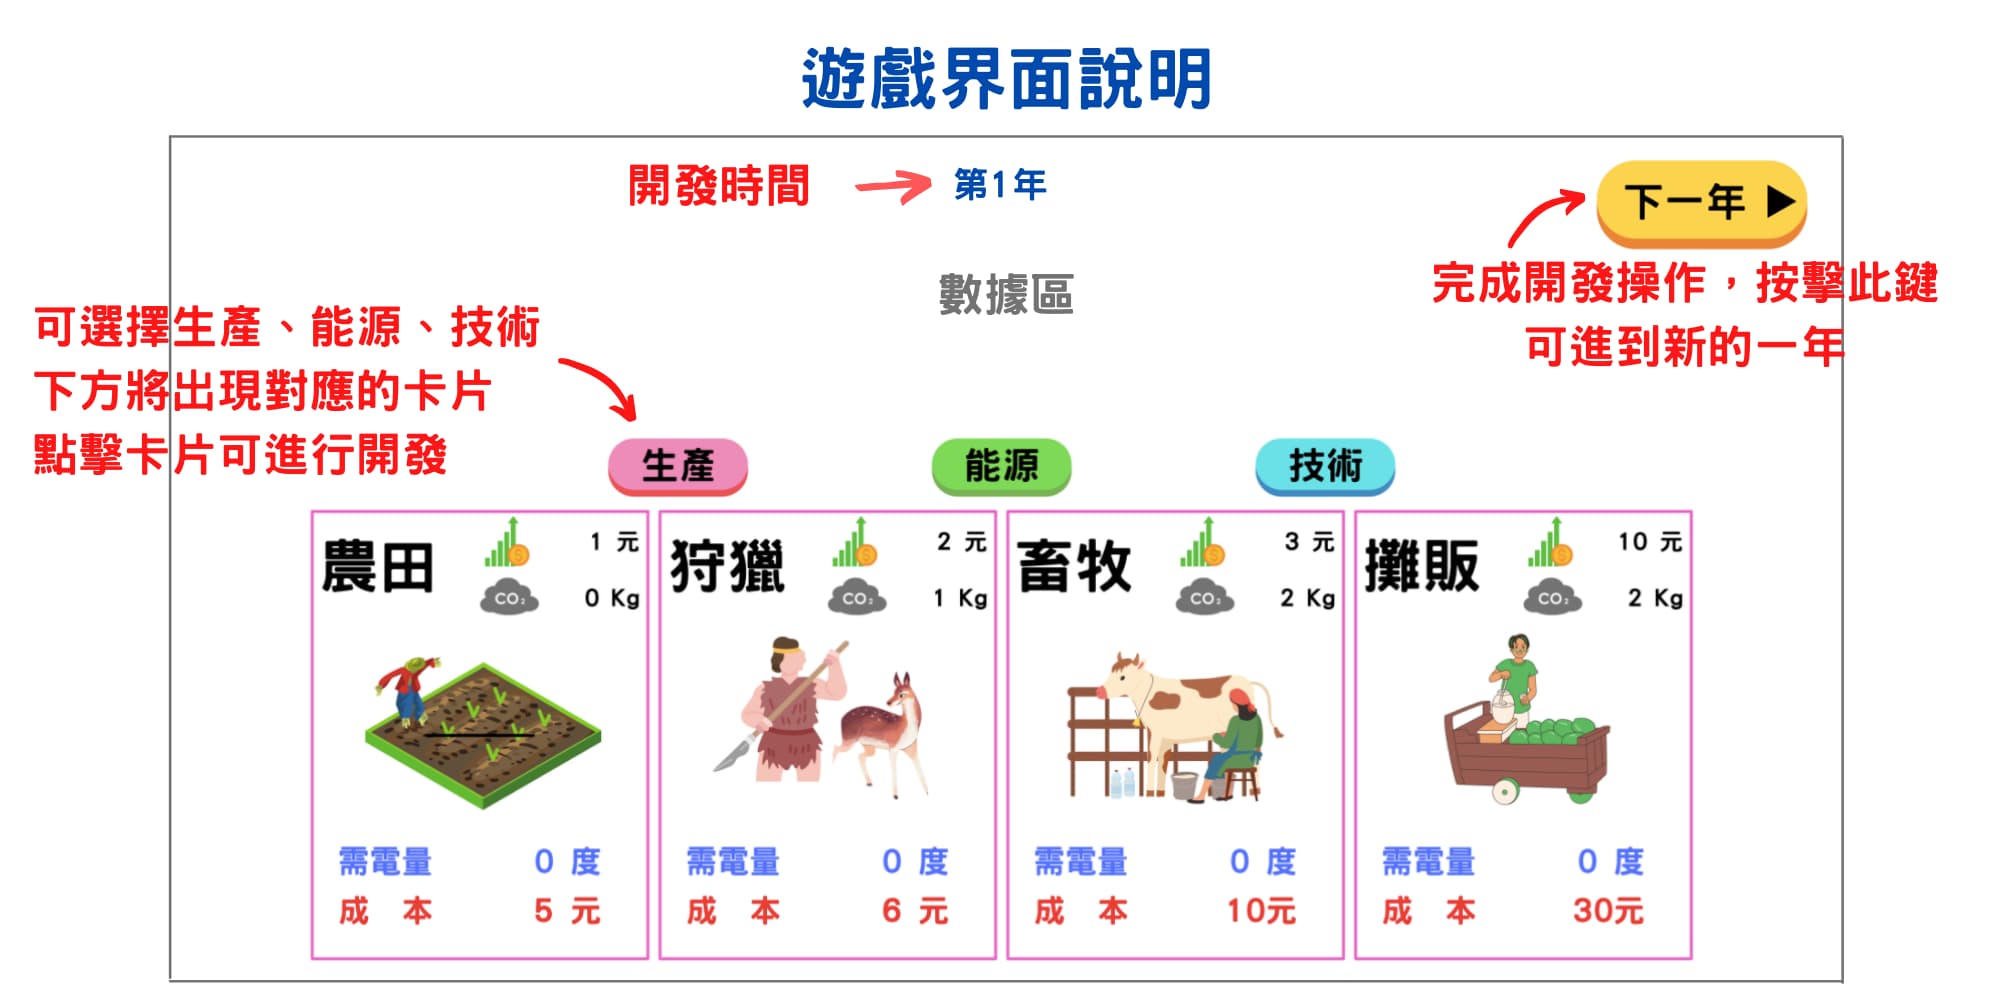 遊戲界面說明
開發時間
第1年
下一年
數據區
完成開發操作，按擊此鍵
可進到新的一年
可選擇生產、能源、技術
下方將出現對應的卡片
點擊卡片可進行開發
生產
能源
技術
農田
1 元
CO₂
0 Kg
需電量 0 度
成本 5 元
狩獵
2 元
CO₂
1 Kg
需電量 0 度
成本 6 元
畜牧
3 元
CO₂
2 Kg
需電量 0 度
成本 10元
攤販
10 元
CO₂
2 Kg
需電量 0 度
成本 30元